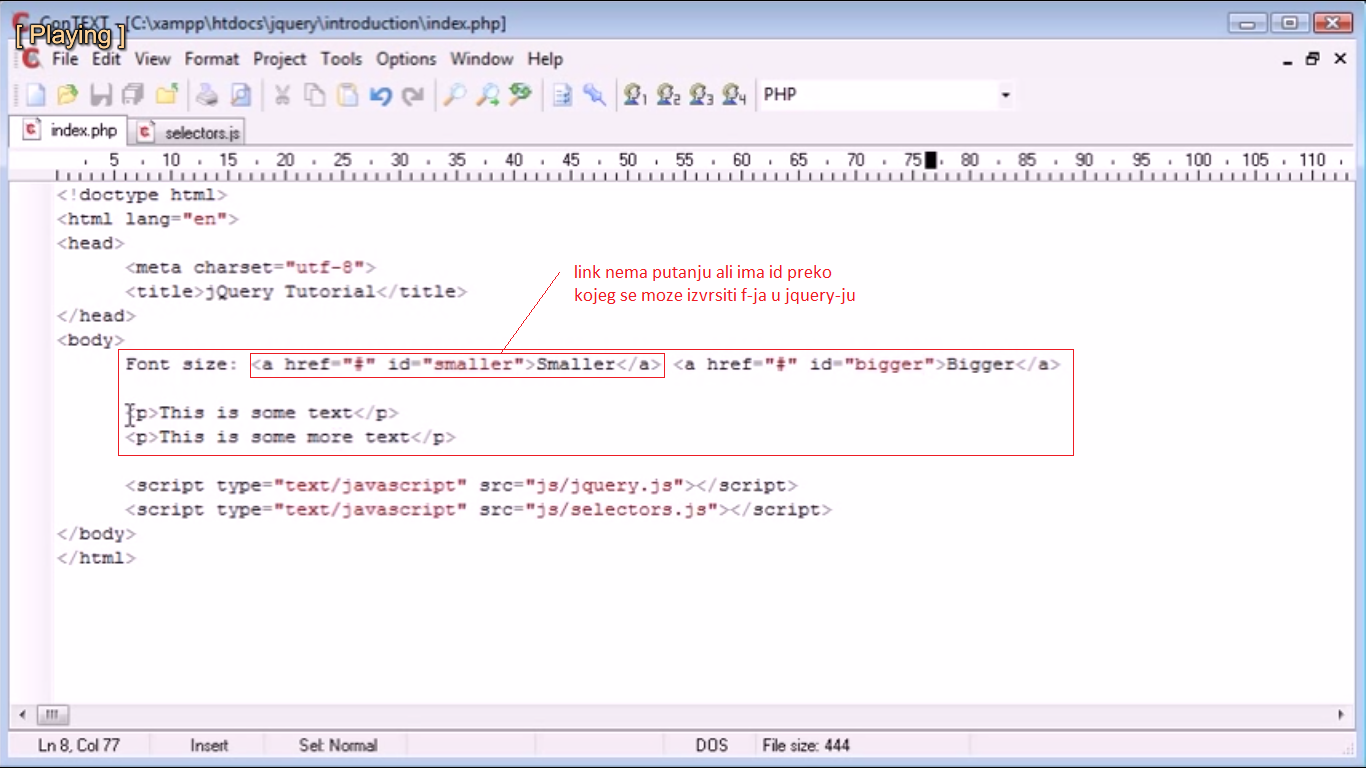 ConTEXT - [C:\xampp\htdocs\jquery\introduction\index.php]
[ Playing ]
File Edit View Format Project Tools Options Window Help
1 2 3 4 PHP
index.php selectors.js
5 10 15 20 25 30 35 40 45 50 55 60 65 70 75 80 85 90 95 100 105 110
<!doctype html>
<html lang="en">
<head>
<meta charset="utf-8">
<title>jQuery Tutorial</title>
</head>
<body>
link nema putanju ali ima id preko
kojeg se moze izvrsiti f-ja u jquery-ju
Font size: <a href="#" id="smaller">Smaller</a> <a href="#" id="bigger">Bigger</a>
<p>This is some text</p>
<p>This is some more text</p>
<script type="text/javascript" src="js/jquery.js"></script>
<script type="text/javascript" src="js/selectors.js"></script>
</body>
</html>
Ln 8, Col 77 Insert Sel: Normal DOS File size: 444